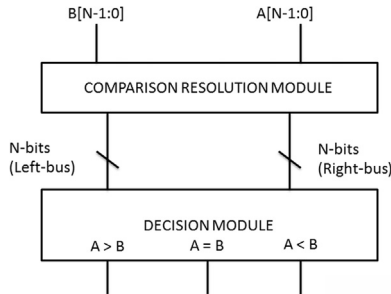 B[N-1:0] A[N-1:0]
COMPARISON RESOLUTION MODULE
N-bits N-bits
(Left-bus) (Right-bus)
DECISION MODULE
A > B A = B A < B